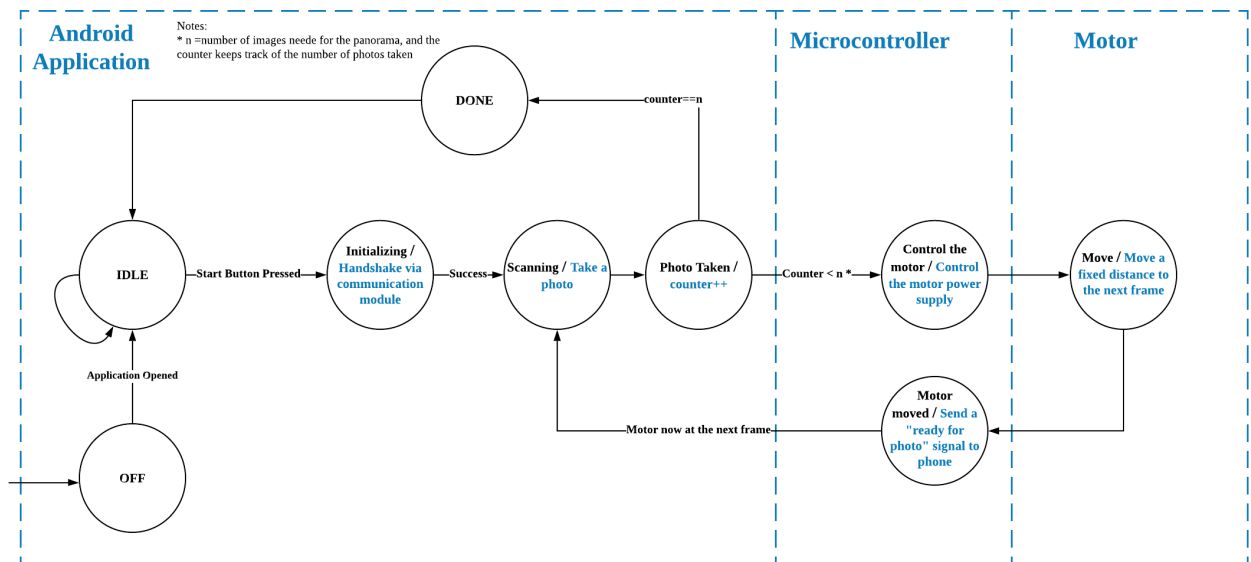 Android
Application
Notes:
* n =number of images neede for the panorama, and the
counter keeps track of the number of photos taken
Microcontroller
Motor
DONE
counter==n
IDLE
Start Button Pressed
Initializing /
Handshake via
communication
module
Success
Scanning / Take a
photo
Photo Taken /
counter++
Counter < n *
Control the
motor / Control
the motor power
supply
Move / Move a
fixed distance to
the next frame
Application Opened
Motor now at the next frame
Motor
moved / Send a
"ready for
photo" signal to
phone
OFF